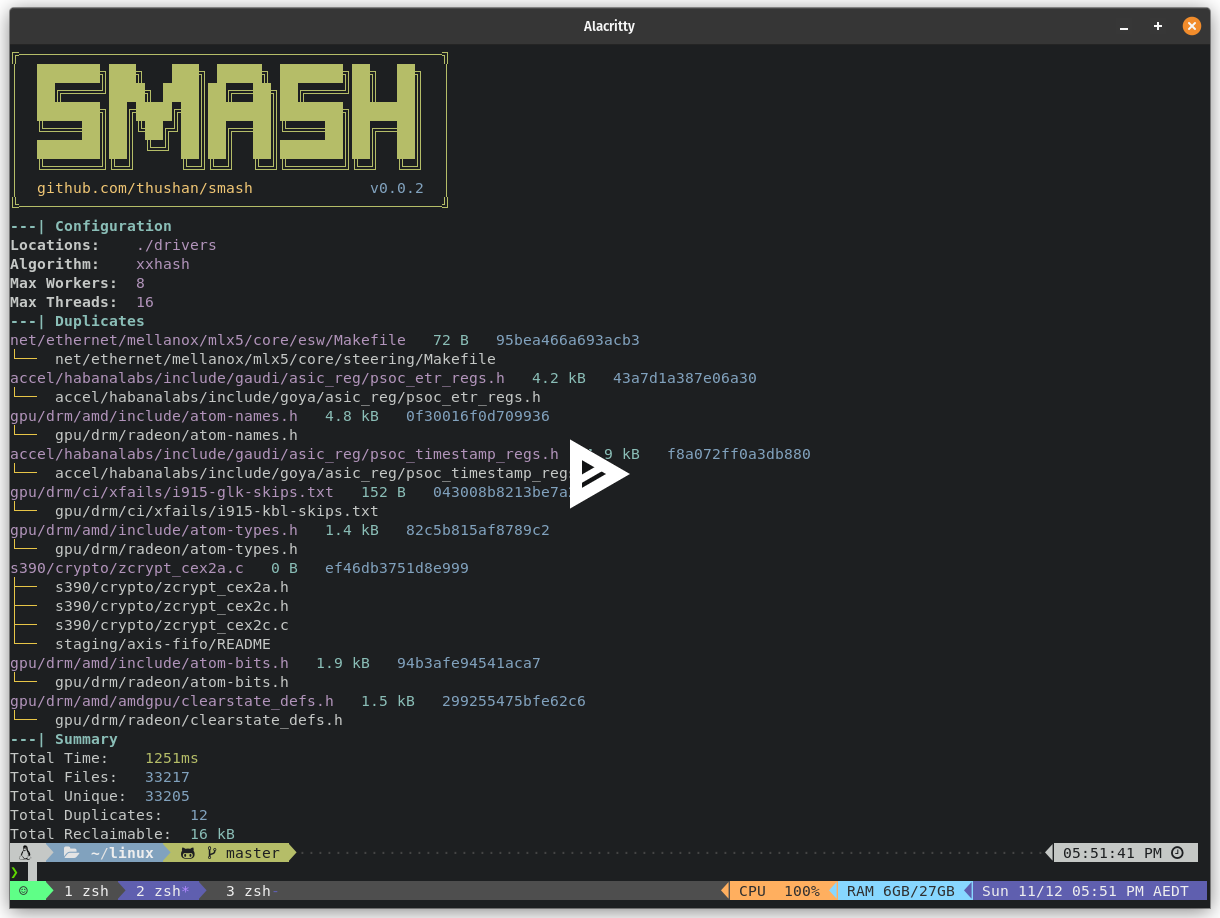 Alacritty
SMASH
github.com/thushan/smash v0.0.2
---| Configuration
Locations: ./drivers
Algorithm: xxhash
Max Workers: 8
Max Threads: 16
---| Duplicates
net/ethernet/mellanox/mlx5/core/esw/Makefile 72 B 95bea466a693acb3
net/ethernet/mellanox/mlx5/core/steering/Makefile
accel/habanalabs/include/gaudi/asic_reg/psoc_etr_regs.h 4.2 kB 43a7d1a387e06a30
accel/habanalabs/include/goya/asic_reg/psoc_etr_regs.h
gpu/drm/amd/include/atom-names.h 4.8 kB 0f30016f0d709936
gpu/drm/radeon/atom-names.h
accel/habanalabs/include/gaudi/asic_reg/psoc_timestamp_regs.h kB f8a072ff0a3db880
accel/habanalabs/include/goya/asic_reg/psoc_timestamp_reg
gpu/drm/ci/xfails/i915-glk-skips.txt 152 B 043008b8213be7a
gpu/drm/ci/xfails/i915-kbl-skips.txt
gpu/drm/amd/include/atom-types.h 1.4 kB 82c5b815af8789c2
gpu/drm/radeon/atom-types.h
s390/crypto/zcrypt_cex2a.c 0 B ef46db3751d8e999
s390/crypto/zcrypt_cex2a.h
s390/crypto/zcrypt_cex2c.h
s390/crypto/zcrypt_cex2c.c
staging/axis-fifo/README
gpu/drm/amd/include/atom-bits.h 1.9 kB 94b3afe94541aca7
gpu/drm/radeon/atom-bits.h
gpu/drm/amd/amdgpu/clearstate_defs.h 1.5 kB 299255475bfe62c6
gpu/drm/radeon/clearstate_defs.h
---| Summary
Total Time: 1251ms
Total Files: 33217
Total Unique: 33205
Total Duplicates: 12
Total Reclaimable: 16 kB
~/linux master 05:51:41 PM
❯
1 zsh 2 zsh* 3 zsh- CPU 100% RAM 6GB/27GB Sun 11/12 05:51 PM AEDT